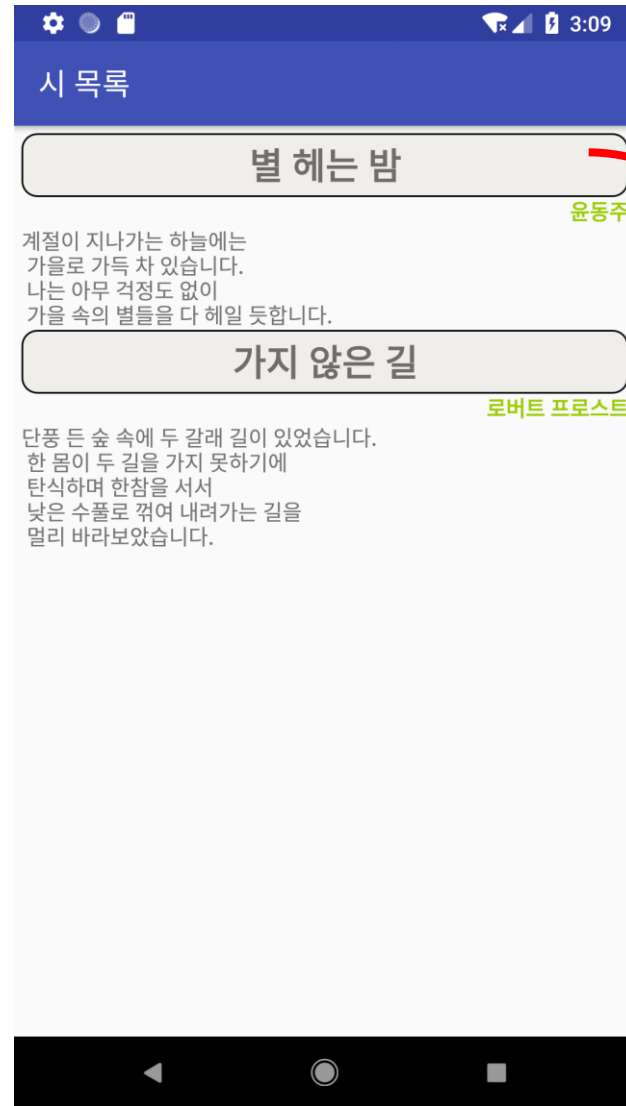 3:09
시 목록
별 헤는 밤
윤동주
계절이 지나가는 하늘에는
가을로 가득 차 있습니다.
나는 아무 걱정도 없이
가을 속의 별들을 다 헤일 듯합니다.
가지 않은 길
로버트 프로스트
단풍 든 숲 속에 두 갈래 길이 있었습니다.
한 몸이 두 길을 가지 못하기에
탄식하며 한참을 서서
낮은 수풀로 꺾여 내려가는 길을
멀리 바라보았습니다.